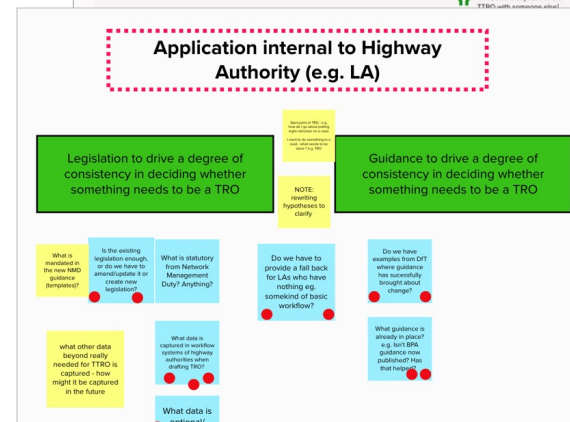 TTRO with someone else)
Application internal to Highway
Authority (e.g. LA)
Legislation to drive a degree of
consistency in deciding whether
something needs to be a TRO
Guidance to drive a degree of
consistency in deciding whether
something needs to be a TRO
NOTE:
rewriting
hypotheses to
clarify
What is
mandated in
the new NMD
guidance
(templates)?
Is the existing
legislation enough,
or do we have to
amend/update it or
create new
legislation?
What is statutory
from Network
Management
Duty? Anything?
Do we have to
provide a fall back
for LAs who have
nothing eg.
somekind of basic
workflow?
Do we have
examples from DfT
where guidance
has sucessfully
brought about
change?
what other data
beyond really
needed for TTRO is
captured - how
might it be captured
in the future
What data is
captured in workflow
systems of highway
authorities when
drafting TRO?
What guidance is
already in place?
e.g. Isn't BPA
guidance now
published? Has
that helped?
What data is
optional/